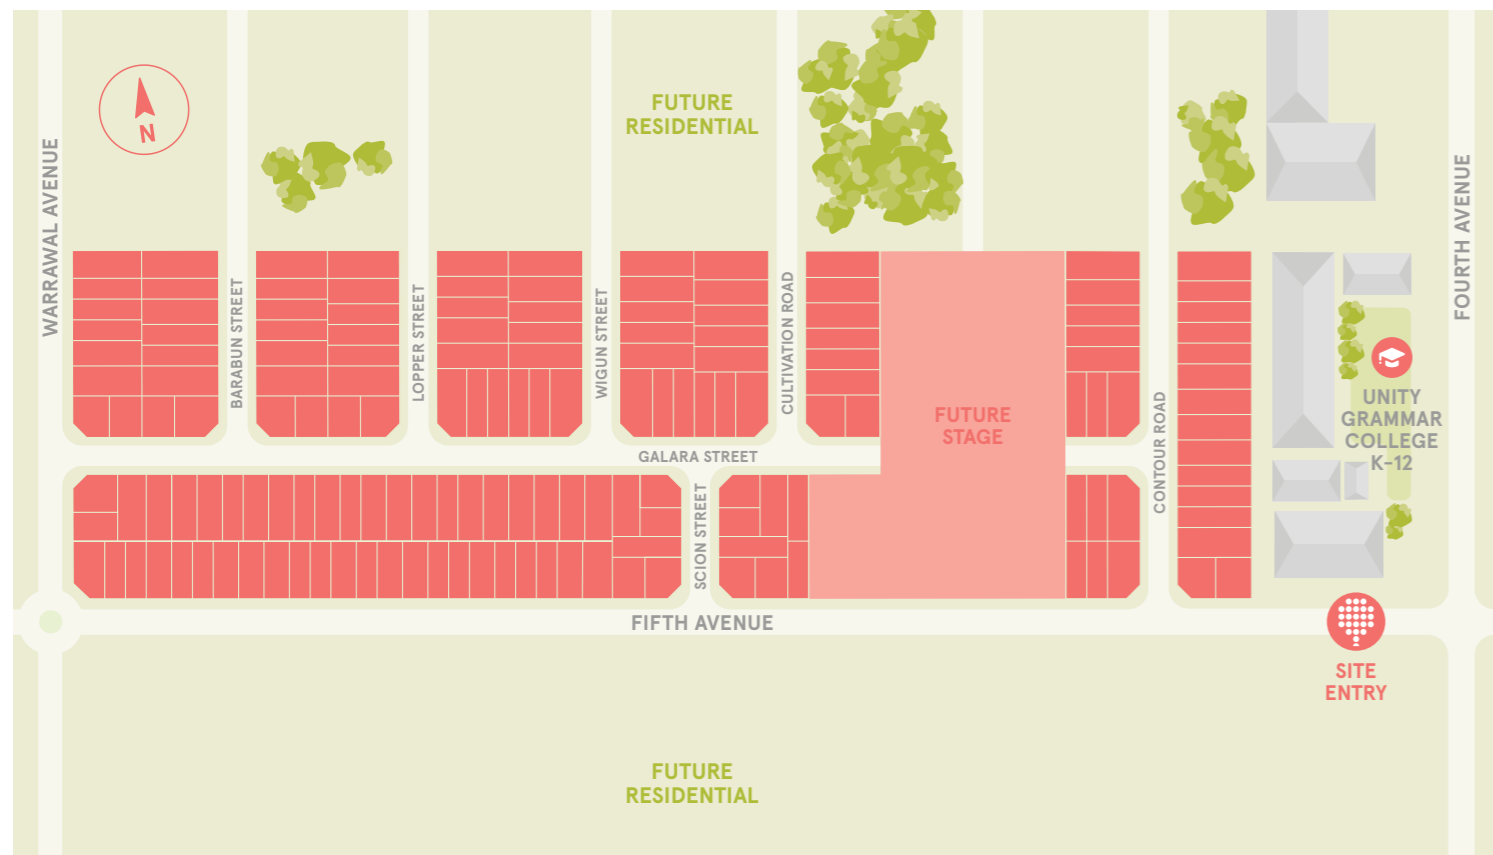 FUTURE
RESIDENTIAL
N
WARRAWAL AVENUE
BARABUN STREET
LOPPER STREET
WIGUN STREET
CULTIVATION ROAD
FOURTH AVENUE
FUTURE
STAGE
CONTOUR ROAD
UNITY
GRAMMAR
COLLEGE
K–12
GALARA STREET
SCION STREET
FIFTH AVENUE
SITE
ENTRY
FUTURE
RESIDENTIAL